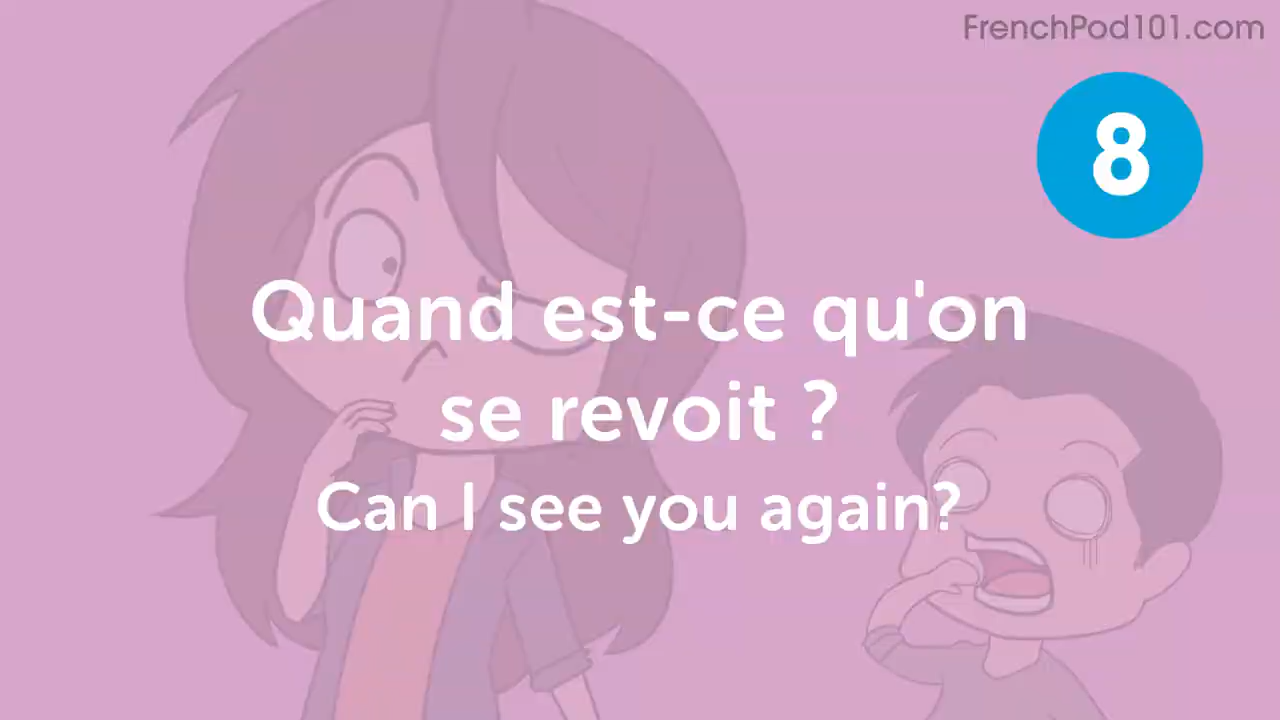 FrenchPod101.com
8
Quand est-ce qu'on
se revoit ?
Can I see you again?